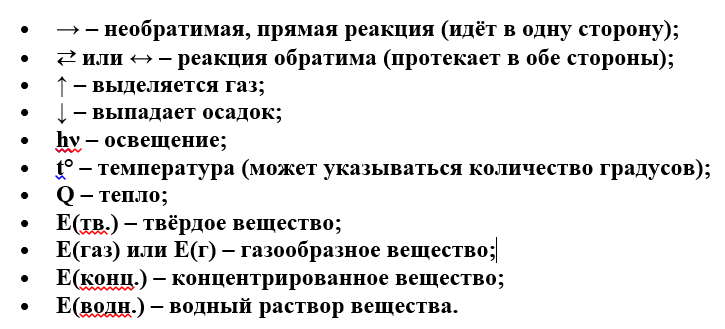 • → – необратимая, прямая реакция (идёт в одну сторону);
• ⇄ или ↔ – реакция обратима (протекает в обе стороны);
• ↑ – выделяется газ;
• ↓ – выпадает осадок;
• hν – освещение;
• t° – температура (может указываться количество градусов);
• Q – тепло;
• E(тв.) – твёрдое вещество;
• E(газ) или E(г) – газообразное вещество;
• E(конц.) – концентрированное вещество;
• E(водн.) – водный раствор вещества.